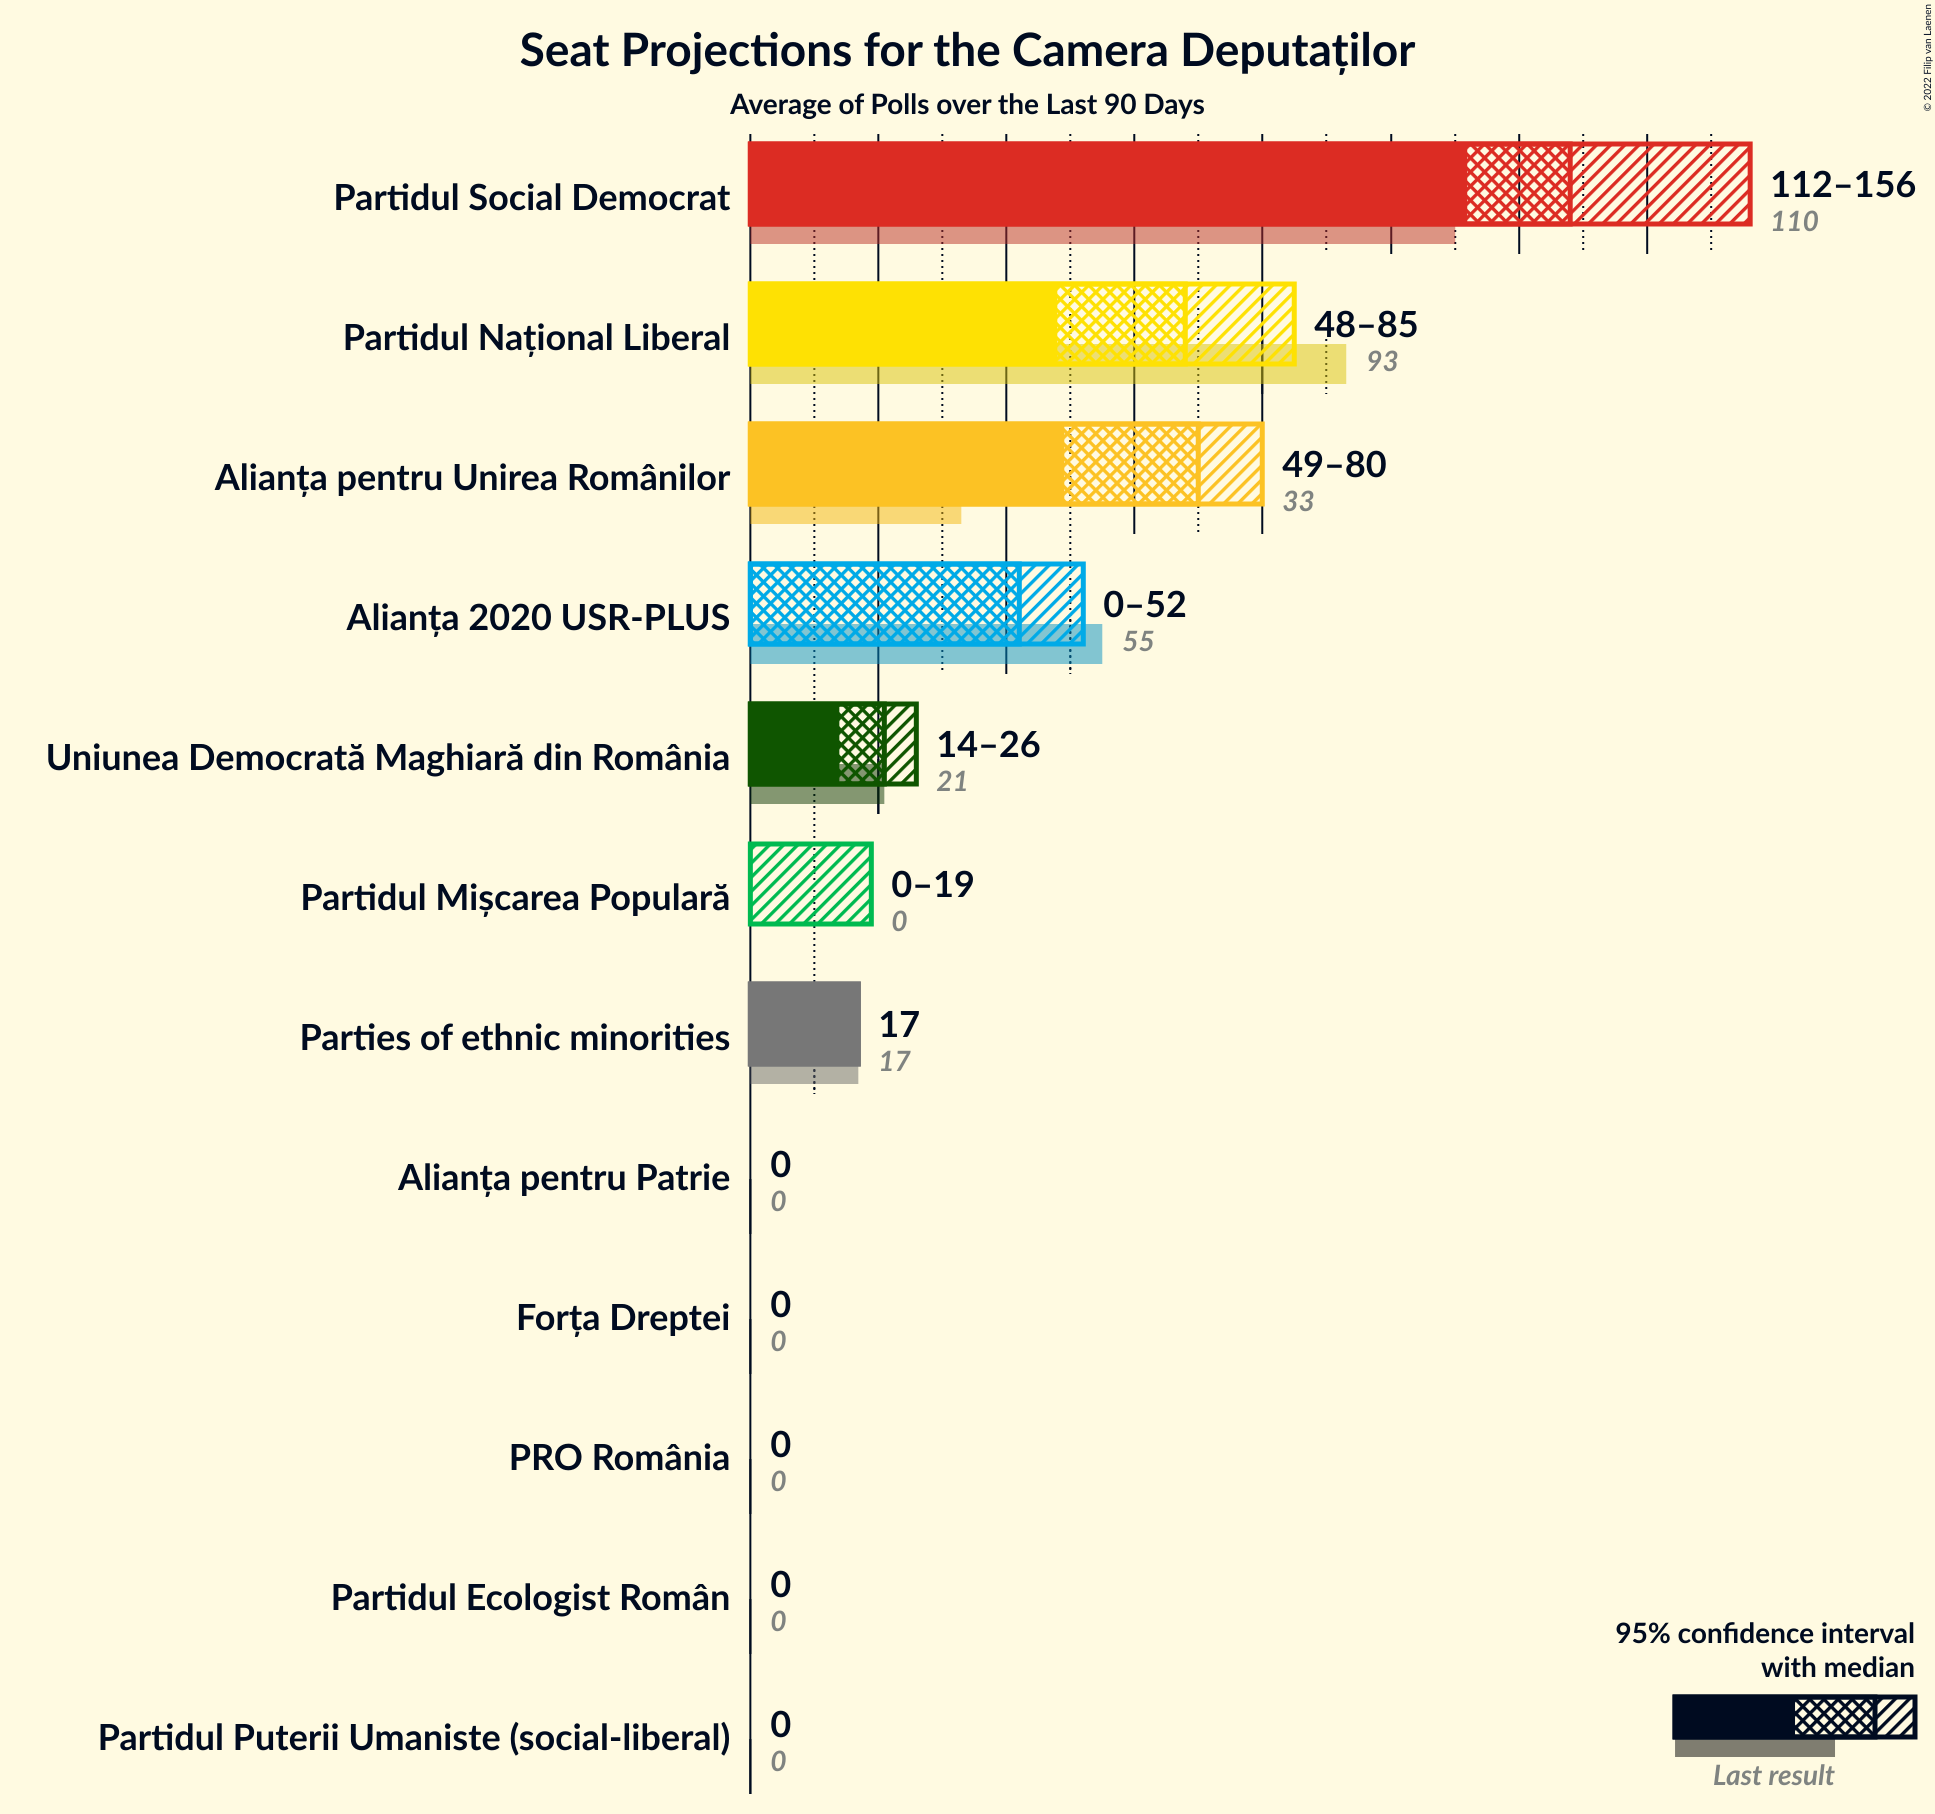 Seat Projections for the Camera Deputaților
Average of Polls over the Last 90 Days
© 2022 Filip van Laenen
Partidul Social Democrat
112–156
110
Partidul Național Liberal
48–85
93
Alianța pentru Unirea Românilor
49–80
33
Alianța 2020 USR-PLUS
0–52
55
Uniunea Democrată Maghiară din România
14–26
21
Partidul Mișcarea Populară
0–19
0
Parties of ethnic minorities
17
17
Alianța pentru Patrie
0
0
Forța Dreptei
0
0
PRO România
0
0
Partidul Ecologist Român
0
0
Partidul Puterii Umaniste (social-liberal)
0
0
95% confidence interval
with median
Last result